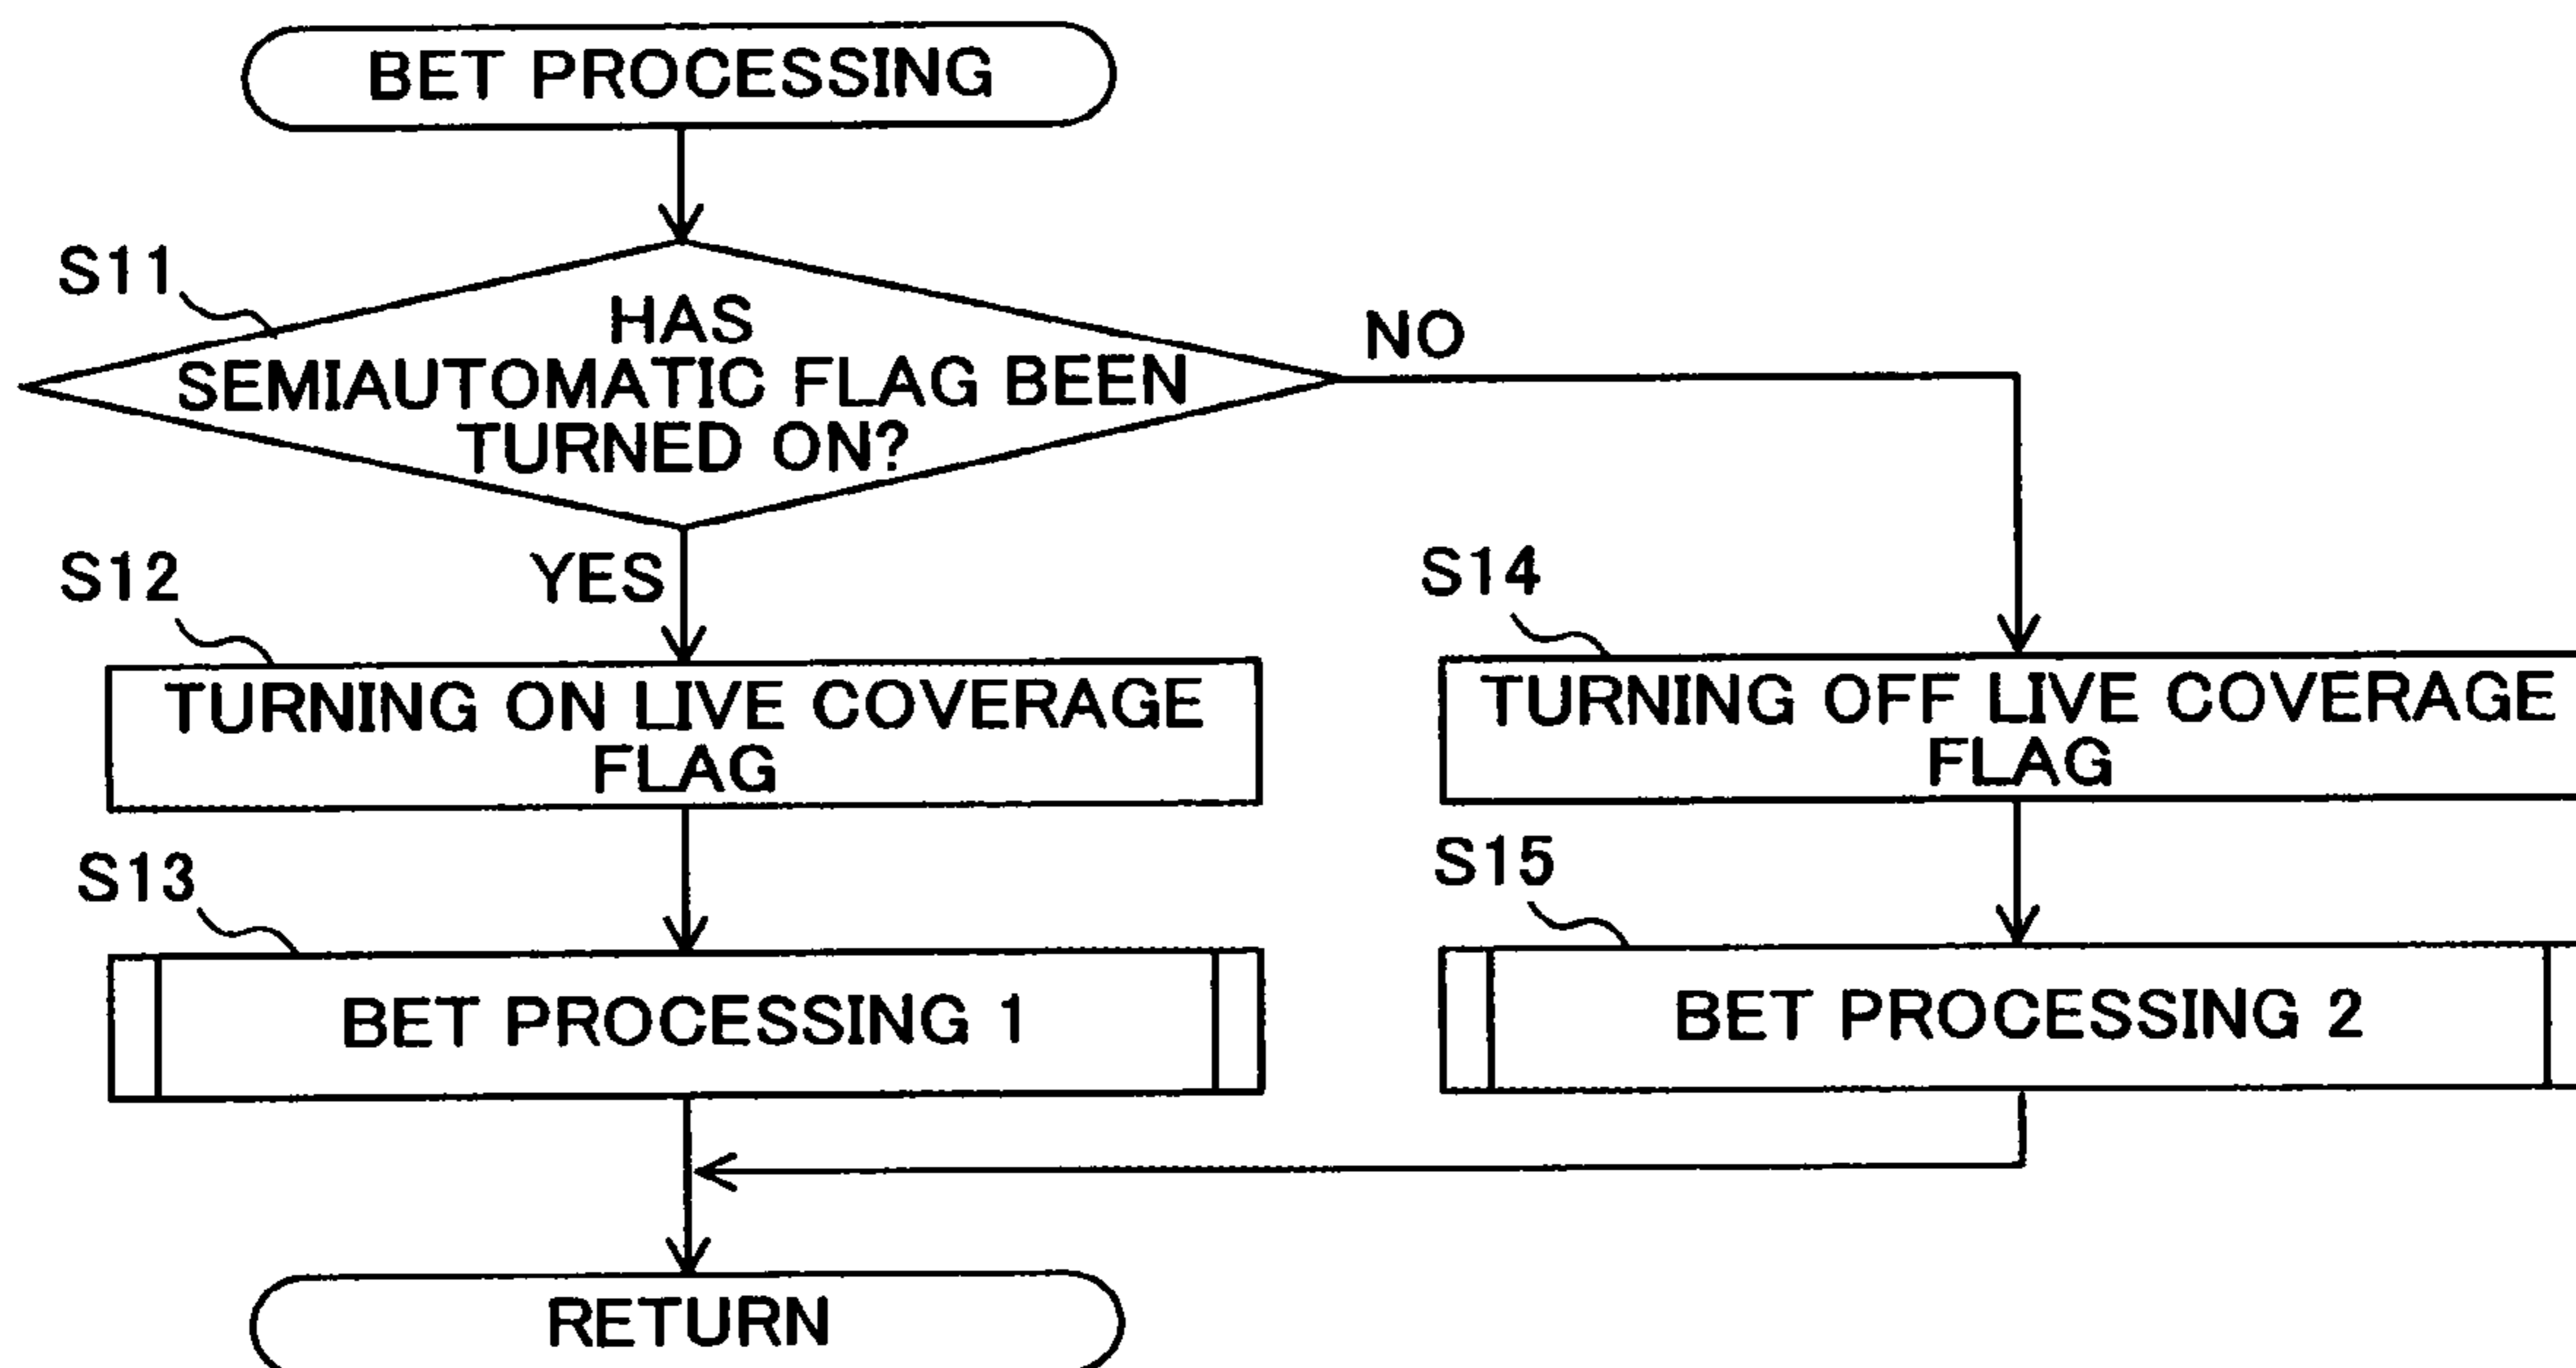 BET PROCESSING
S11
HAS
SEMIAUTOMATIC FLAG BEEN
TURNED ON?
NO
YES
S12
TURNING ON LIVE COVERAGE
FLAG
S14
TURNING OFF LIVE COVERAGE
FLAG
S13
BET PROCESSING 1
S15
BET PROCESSING 2
RETURN